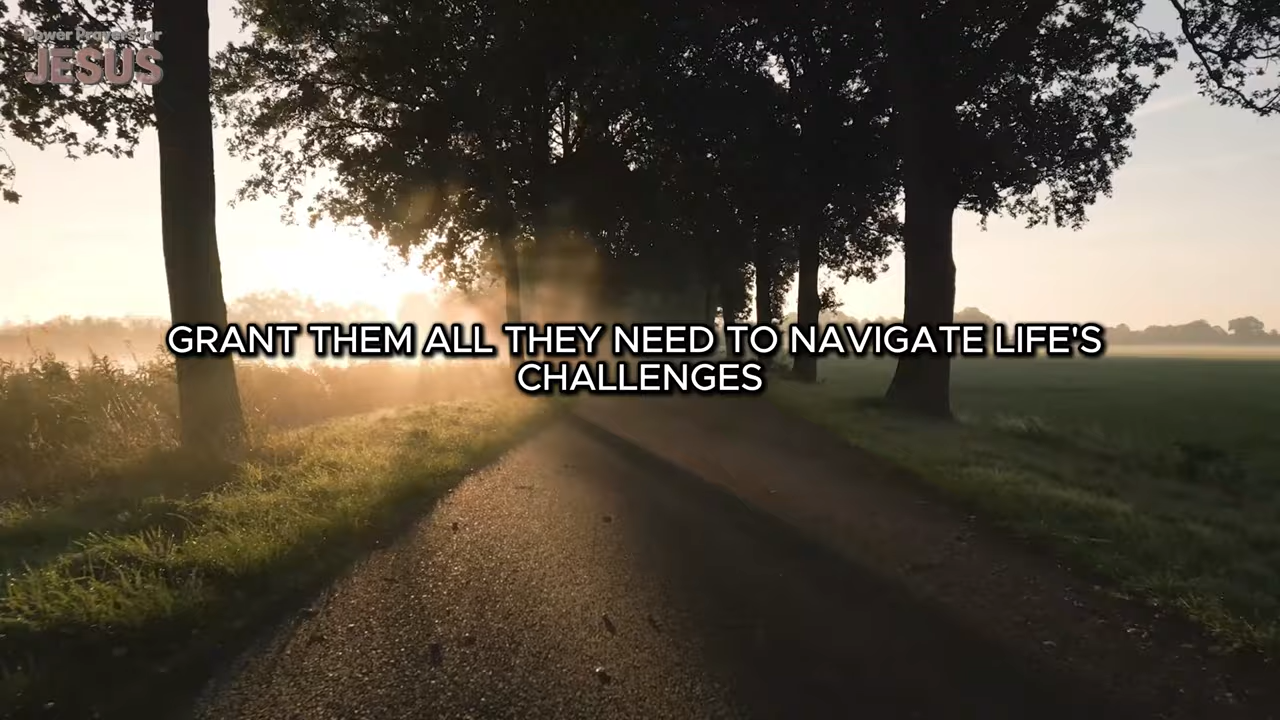 Power Prayers for
JESUS
GRANT THEM ALL THEY NEED TO NAVIGATE LIFE'S
CHALLENGES